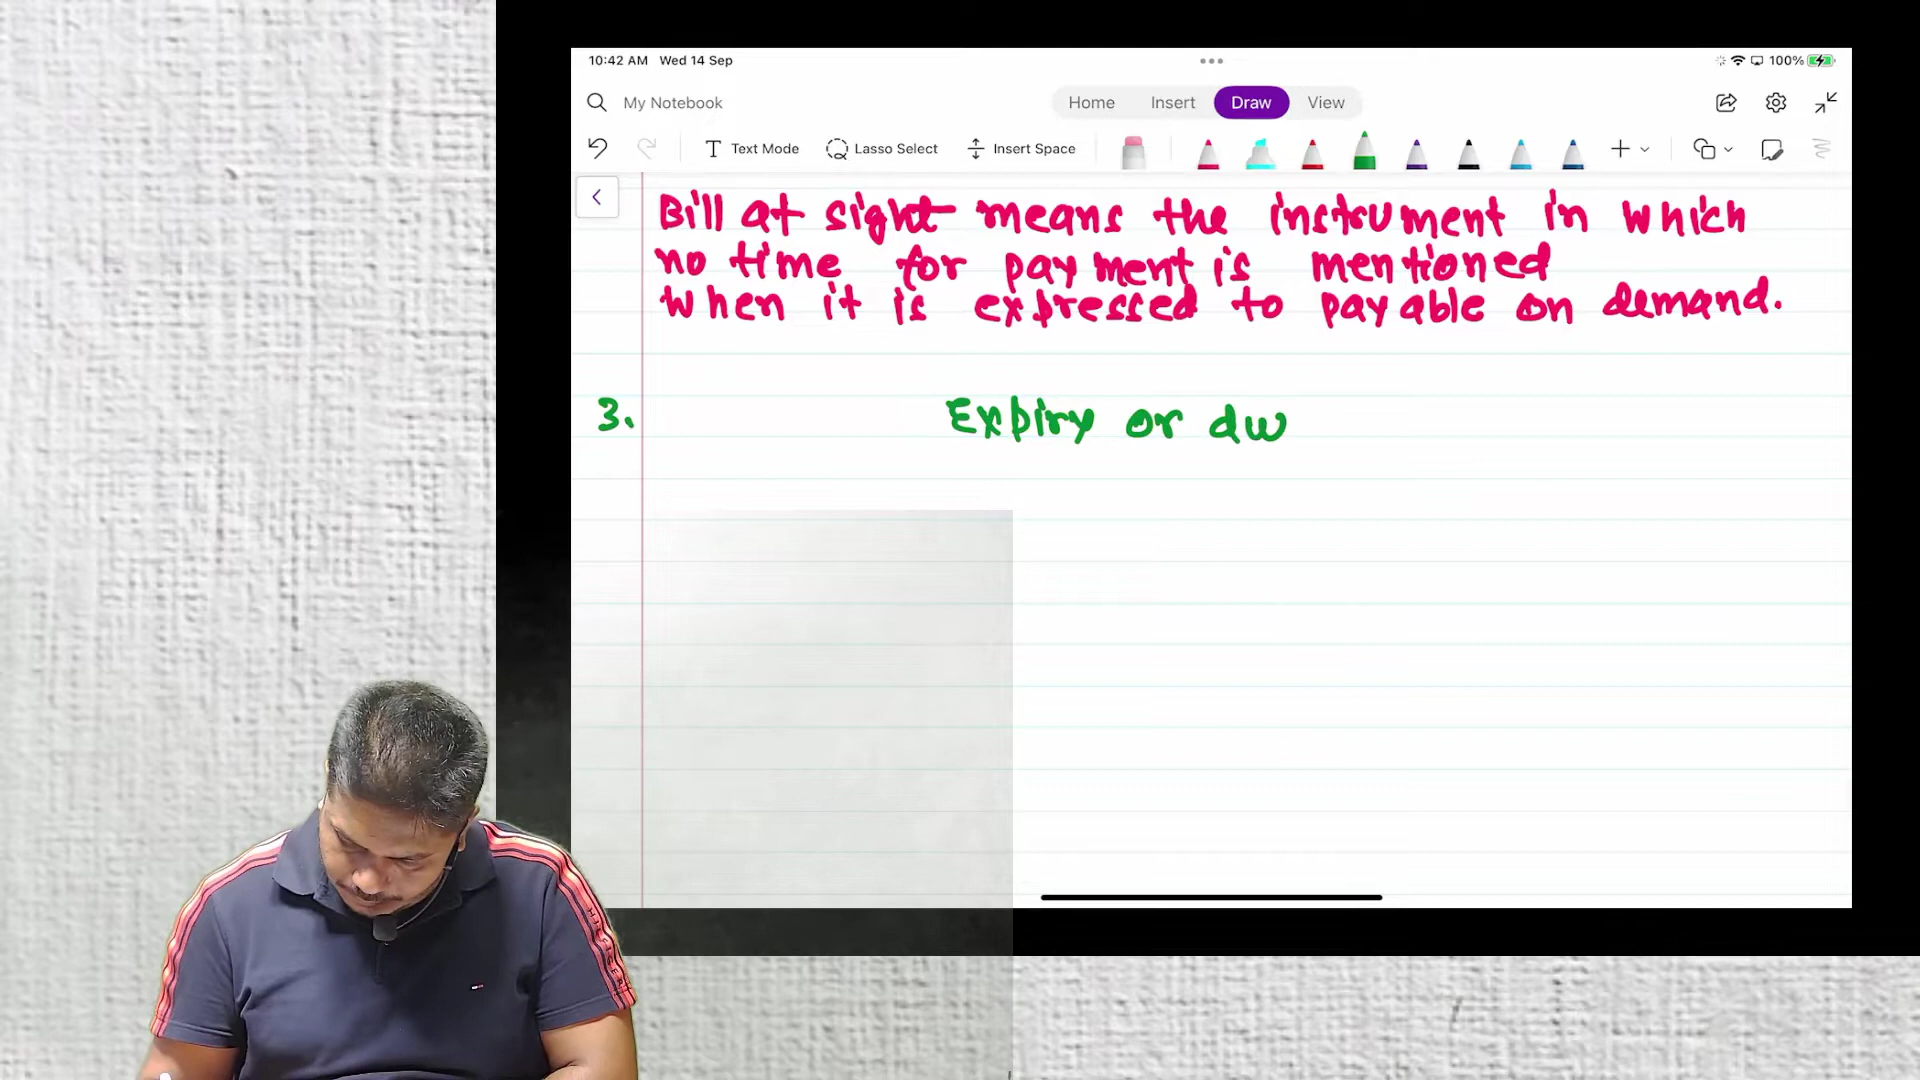 10:42 AM Wed 14 Sep
100%
My Notebook
Home Insert Draw View
Text Mode Lasso Select Insert Space
Bill at sight means the instrument in which
no time for payment is mentioned
when it is expressed to payable on demand.
3. Expiry or dw